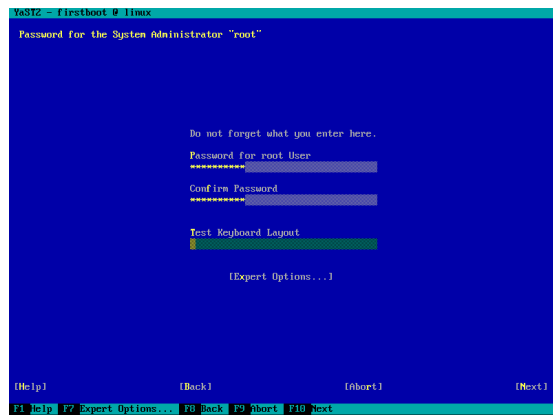 YaST2 - firstboot @ linux
Password for the System Administrator "root"
Do not forget what you enter here.
Password for root User
**********
Confirm Password
**********
Test Keyboard Layout
[Expert Options...]
[Help] [Back] [Abort] [Next]
F1 Help F7 Expert Options... F8 Back F9 Abort F10 Next